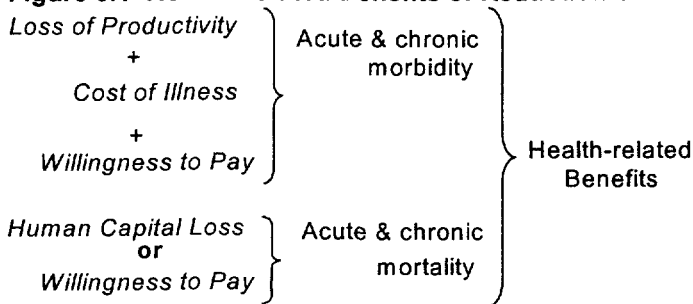 Loss of Productivity
+
Cost of Illness
+
Willingness to Pay
Acute & chronic
morbidity
Human Capital Loss
or
Willingness to Pay
Acute & chronic
mortality
Health-related
Benefits